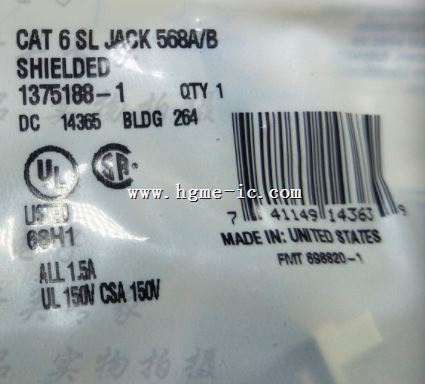 CAT 6 SL JACK 568A/B
SHIELDED
1375188-1 QTY 1
DC 14365 BLDG 264
UL
SA
www.hgme-ic.com
LISTED
7 41149 14363 9
MADE IN: UNITED STATES
FMT 698820-1
ALL 1.5A
UL 150V CSA 150V
实物拍摄